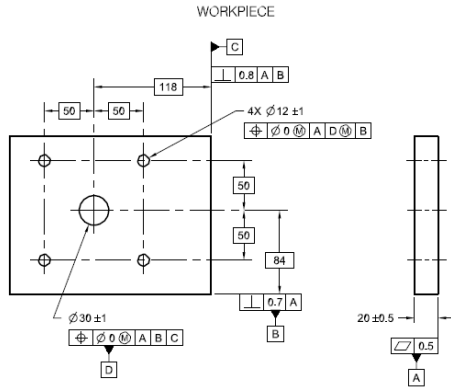 WORKPIECE
C
⊥ 0.8 A B
118
50 50
4X ∅12 ±1
⌖ ∅ 0 Ⓜ A D Ⓜ B
50
50
84
⊥ 0.7 A
B
∅30 ±1
⌖ ∅ 0 Ⓜ A B C
D
20 ±0.5
⏥ 0.5
A